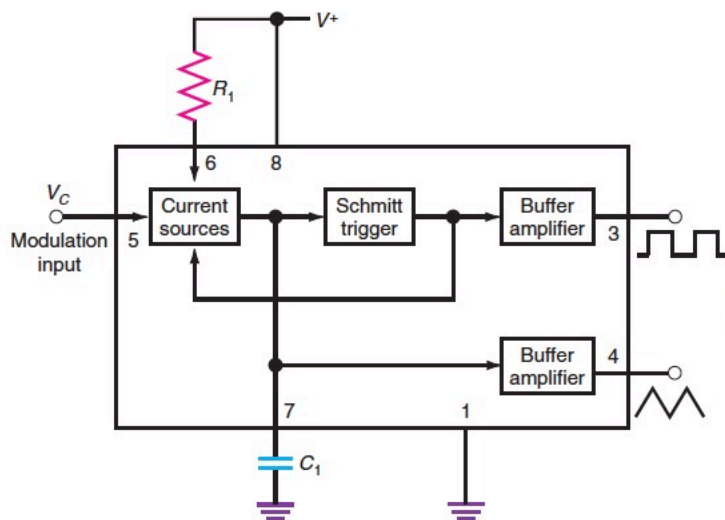 V+
R1
6
8
VC
Modulation
input
5
Current
sources
Schmitt
trigger
Buffer
amplifier
3
Buffer
amplifier
4
7
1
C1